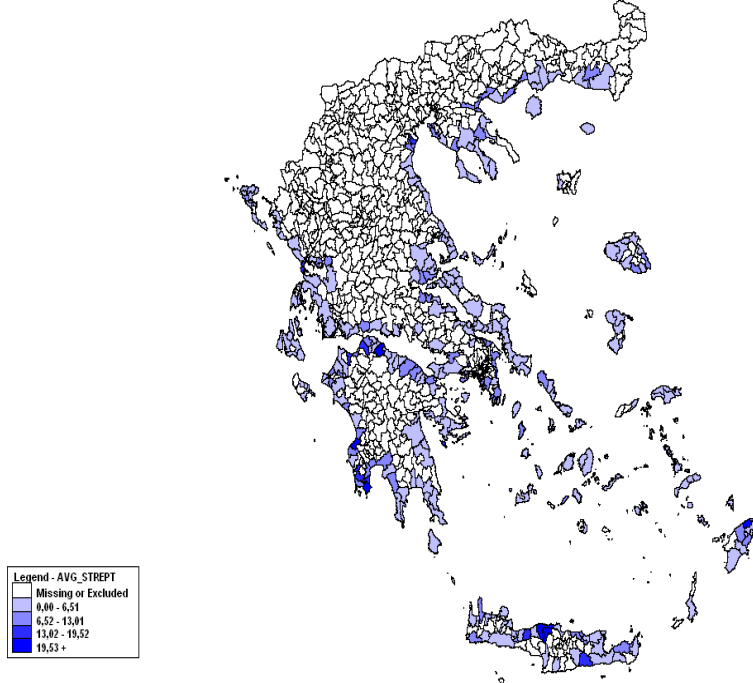 Legend - AVG_STREPT
Missing or Excluded
0,00 - 6,51
6,52 - 13,01
13,02 - 19,52
19,53 +